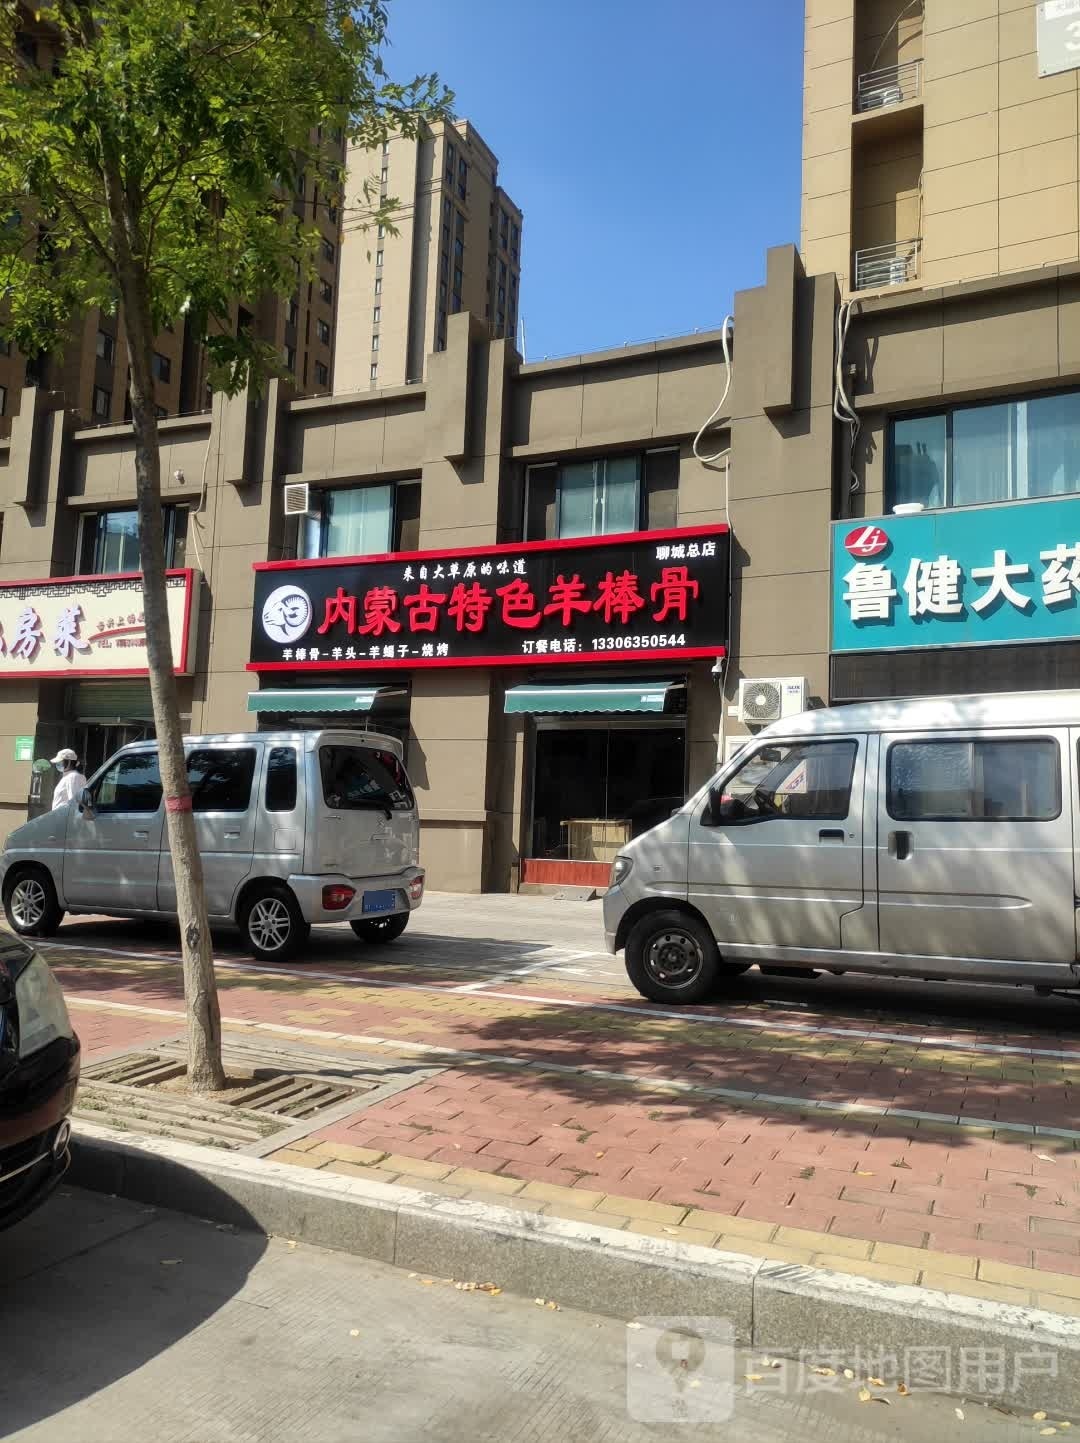 来自大草原的味道
聊城总店
内蒙古特色羊棒骨
羊棒骨-羊头-羊蝎子-烧烤
订餐电话：13306350544
房菜
Lj
鲁健大药
百度地图用户